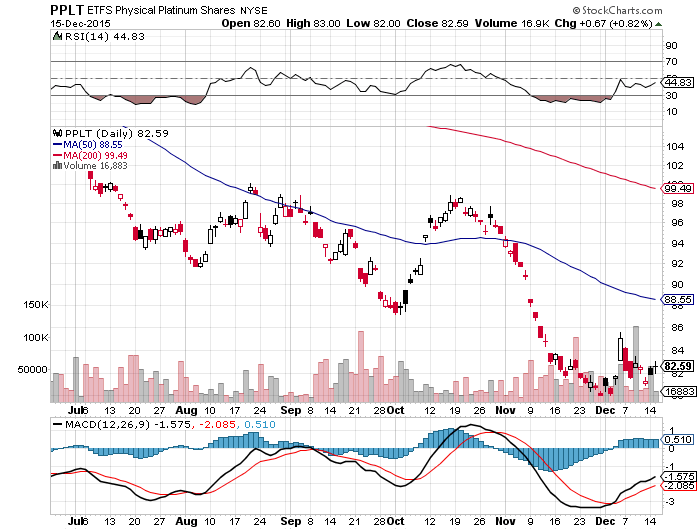 PPLT ETFS Physical Platinum Shares NYSE
© StockCharts.com
15-Dec-2015 Open 82.60 High 83.00 Low 82.00 Close 82.59 Volume 16.9K Chg +0.67 (+0.82%)
RSI(14) 44.83
90
70
50
44.83
30
10
PPLT (Daily) 82.59
MA(50) 88.55
MA(200) 99.49
Volume 16,883
104
102
99.49
98
96
94
92
90
88.55
86
84
82.59
16883
150K
100K
50000
Jul 6 13 20 27 Aug 10 17 24 Sep 8 14 21 28 Oct 12 19 26 Nov 9 16 23 30 Dec 7 14
MACD(12,26,9) -1.575, -2.085, 0.510
1
0.510
0
-1
-1.575
-2.085
-3
Jul 6 13 20 27 Aug 10 17 24 Sep 8 14 21 28 Oct 12 19 26 Nov 9 16 23 30 Dec 7 14